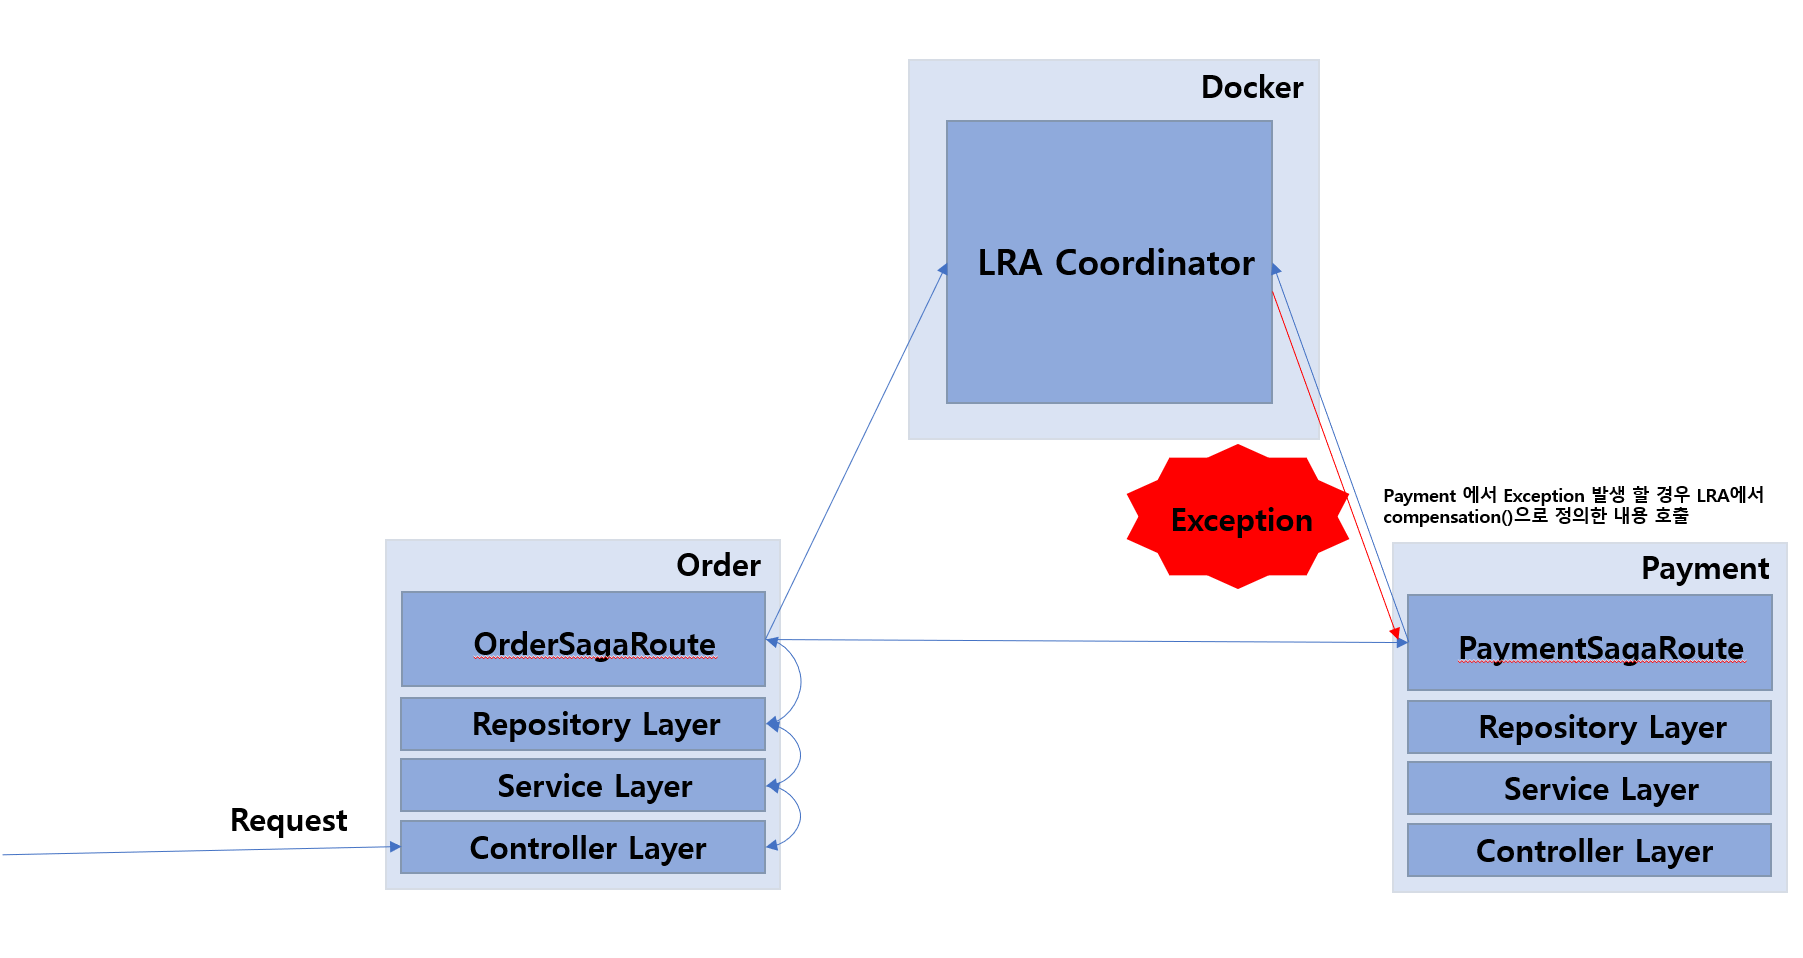 Docker
LRA Coordinator
Exception
Payment 에서 Exception 발생 할 경우 LRA에서
compensation()으로 정의한 내용 호출
Order
OrderSagaRoute
Repository Layer
Service Layer
Controller Layer
Request
Payment
PaymentSagaRoute
Repository Layer
Service Layer
Controller Layer